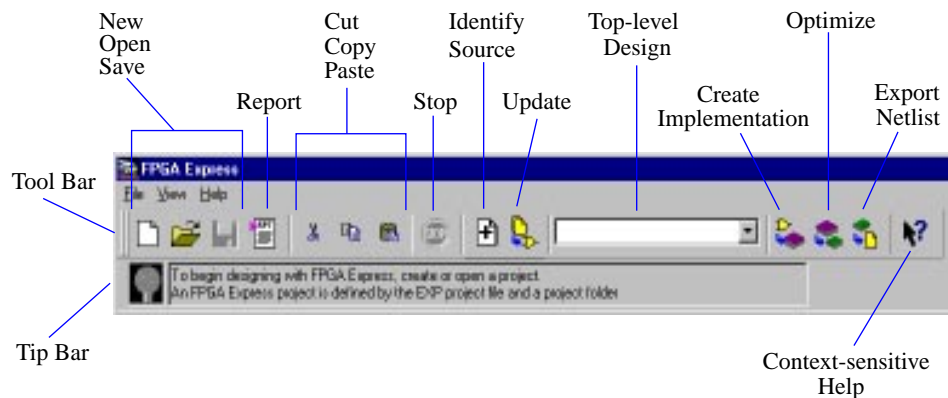 New
Open
Save
Cut
Copy
Paste
Identify
Source
Top-level
Design
Optimize
Report
Stop
Update
Create
Implementation
Export
Netlist
FPGA Express
Tool Bar
File View Help
To begin designing with FPGA Express, create or open a project.
An FPGA Express project is defined by the EXP project file and a project folder
Tip Bar
Context-sensitive
Help